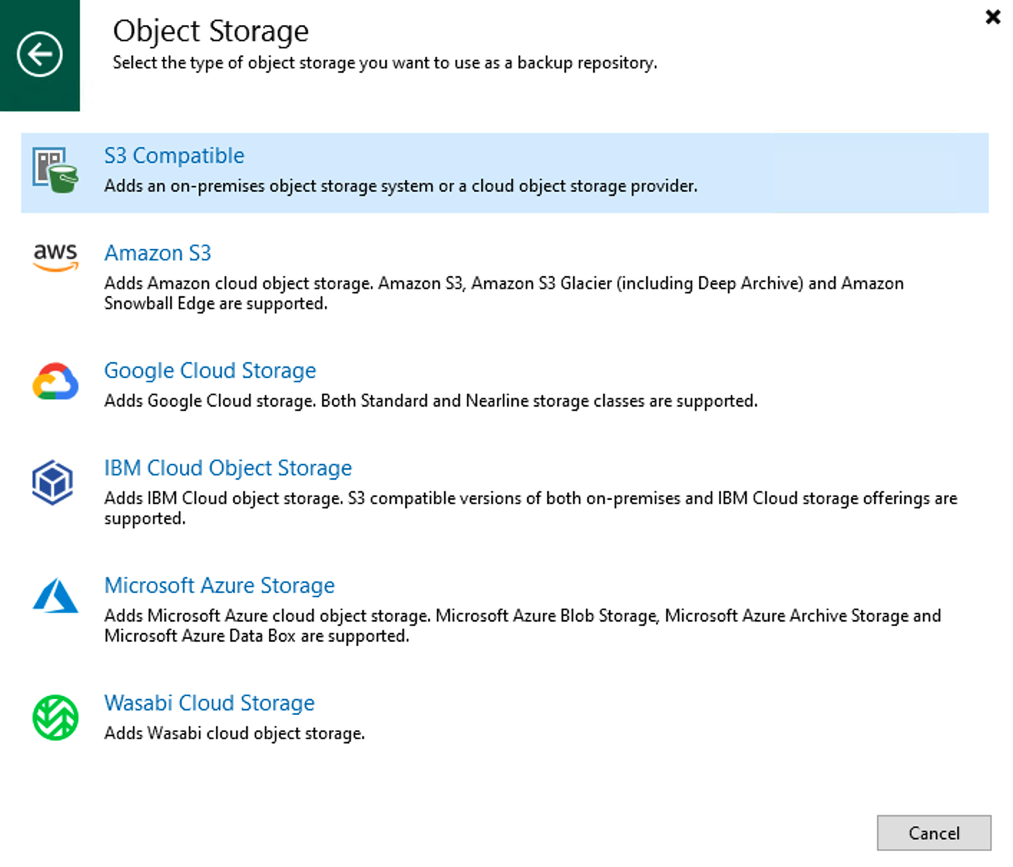 Object Storage
Select the type of object storage you want to use as a backup repository.
S3 Compatible
Adds an on-premises object storage system or a cloud object storage provider.
aws
Amazon S3
Adds Amazon cloud object storage. Amazon S3, Amazon S3 Glacier (including Deep Archive) and Amazon
Snowball Edge are supported.
Google Cloud Storage
Adds Google Cloud storage. Both Standard and Nearline storage classes are supported.
IBM Cloud Object Storage
Adds IBM Cloud object storage. S3 compatible versions of both on-premises and IBM Cloud storage offerings are
supported.
Microsoft Azure Storage
Adds Microsoft Azure cloud object storage. Microsoft Azure Blob Storage, Microsoft Azure Archive Storage and
Microsoft Azure Data Box are supported.
Wasabi Cloud Storage
Adds Wasabi cloud object storage.
Cancel